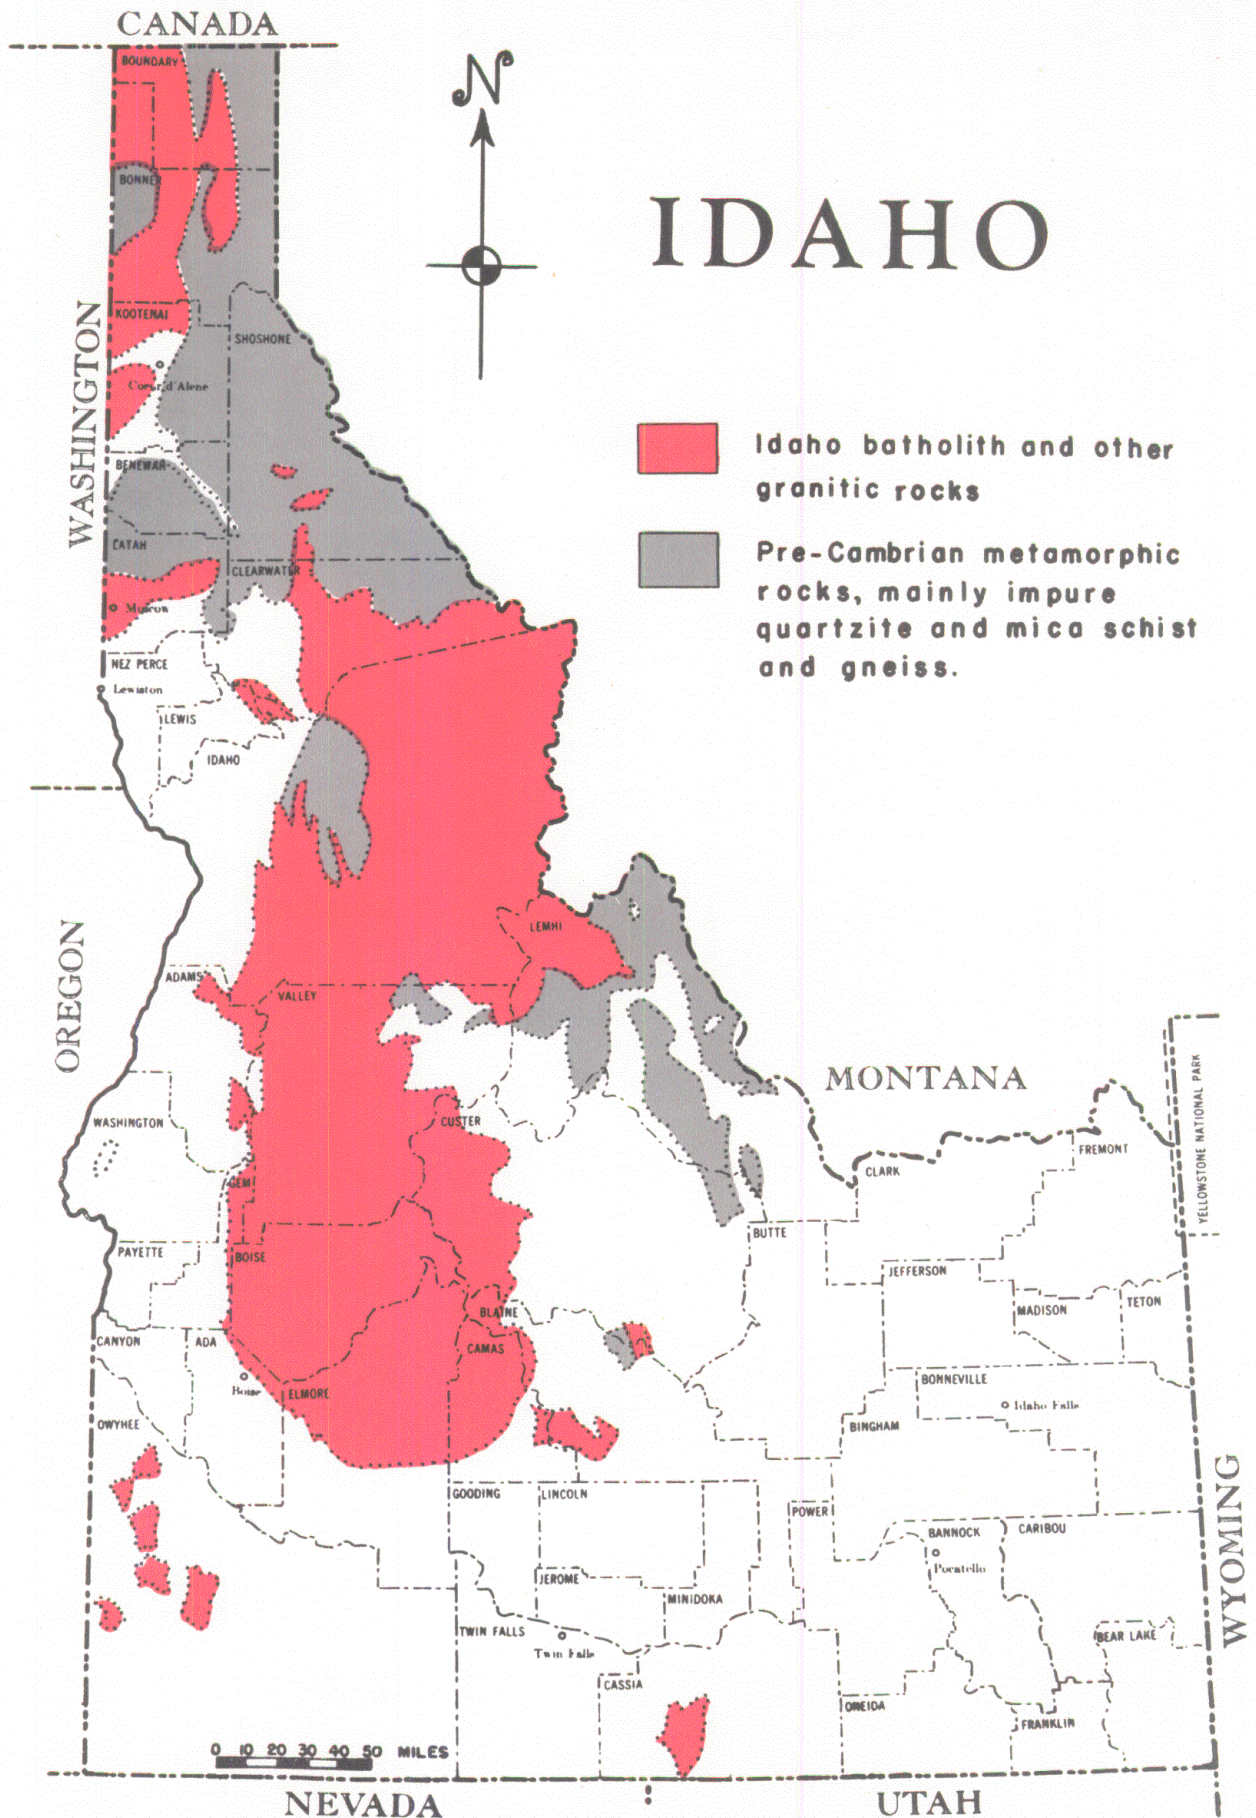 CANADA
BOUNDARY
N
BONNER
IDAHO
KOOTENAI
SHOSHONE
WASHINGTON
Coeur d'Alene
Idaho batholith and other
granitic rocks
BENEWAH
LATAH
Pre-Cambrian metamorphic
rocks, mainly impure
quartzite and mica schist
and gneiss.
CLEARWATER
Moscow
NEZ PERCE
Lewiston
LEWIS
IDAHO
LEMHI
OREGON
ADAMS
VALLEY
MONTANA
YELLOWSTONE NATIONAL PARK
WASHINGTON
CUSTER
FREMONT
CLARK
GEM
BUTTE
PAYETTE
BOISE
JEFFERSON
MADISON
TETON
BLAINE
CANYON
ADA
CAMAS
Boise
ELMORE
BONNEVILLE
Idaho Falls
OWYHEE
BINGHAM
GOODING
LINCOLN
POWER
BANNOCK
CARIBOU
Pocatello
WYOMING
JEROME
MINIDOKA
TWIN FALLS
Twin Falls
BEAR LAKE
CASSIA
ONEIDA
FRANKLIN
0 10 20 30 40 50 MILES
NEVADA
UTAH